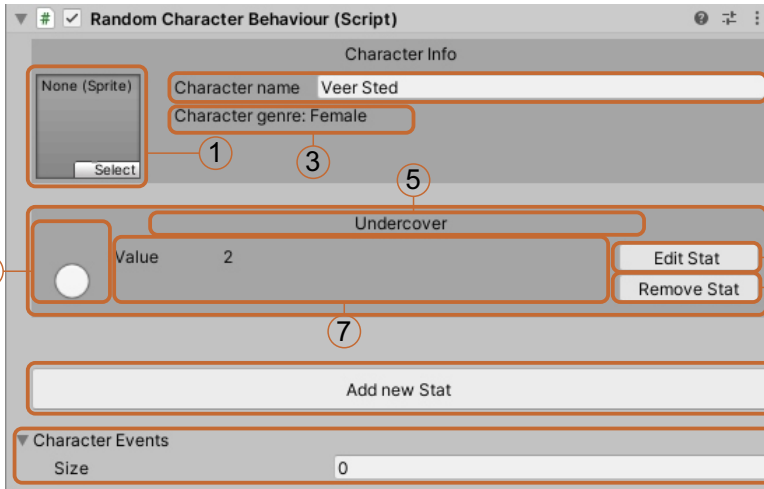 # Random Character Behaviour (Script)
Character Info
None (Sprite)
Select
Character name Veer Sted
Character genre: Female
1
3
5
Undercover
Value 2
Edit Stat
Remove Stat
7
Add new Stat
Character Events
Size 0